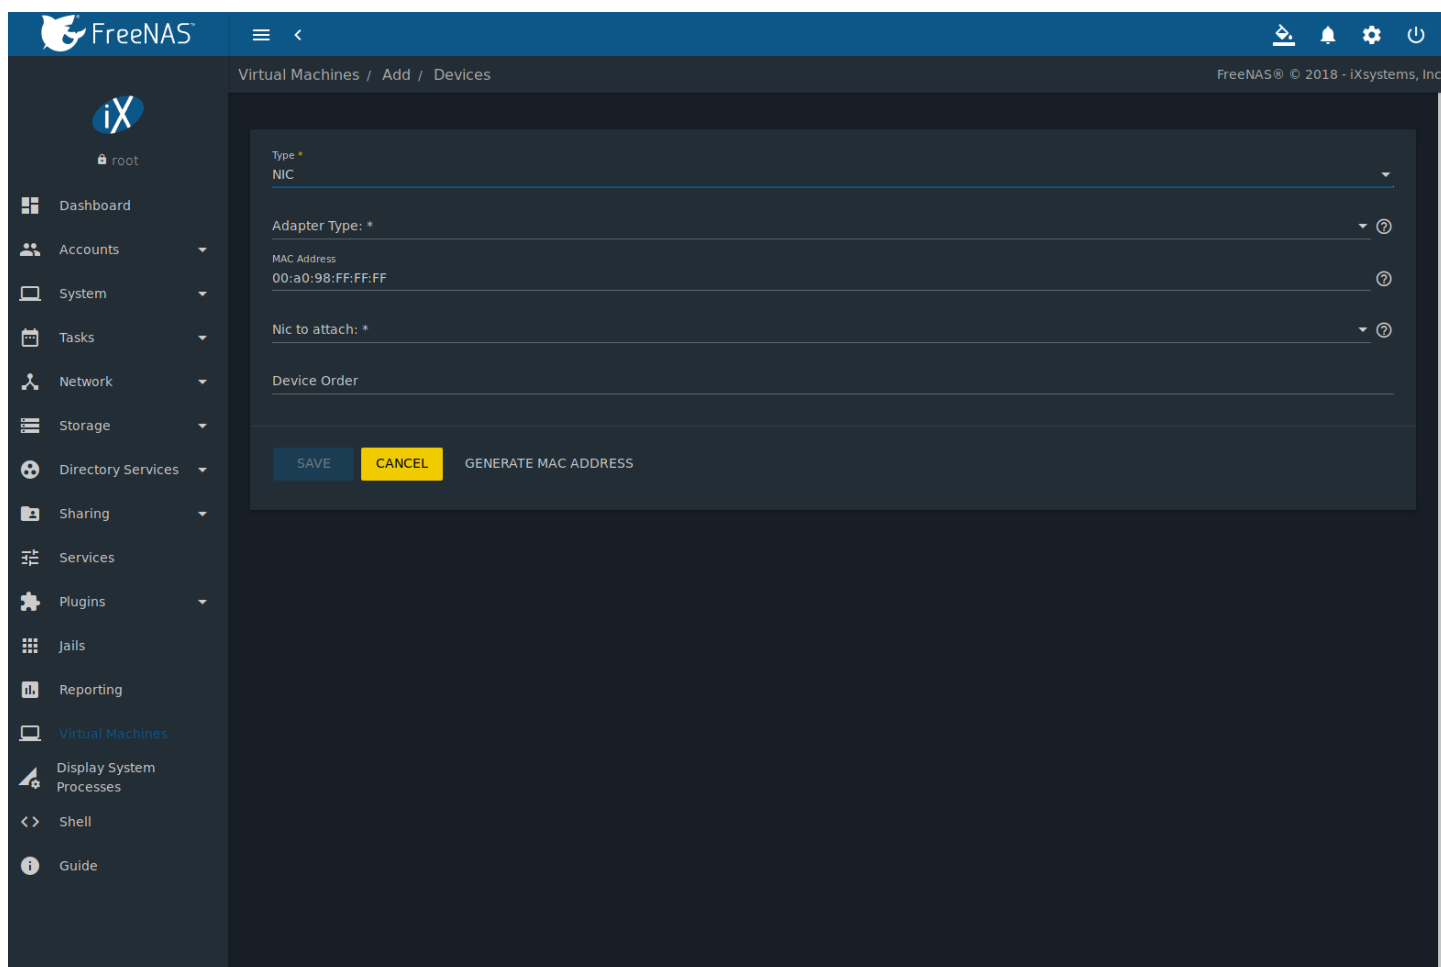 FreeNAS™
Virtual Machines / Add / Devices
FreeNAS® © 2018 - iXsystems, Inc
iX
root
Dashboard
Accounts
System
Tasks
Network
Storage
Directory Services
Sharing
Services
Plugins
Jails
Reporting
Virtual Machines
Display System
Processes
Shell
Guide
Type *
NIC
Adapter Type: *
MAC Address
00:a0:98:FF:FF:FF
Nic to attach: *
Device Order
SAVE CANCEL GENERATE MAC ADDRESS